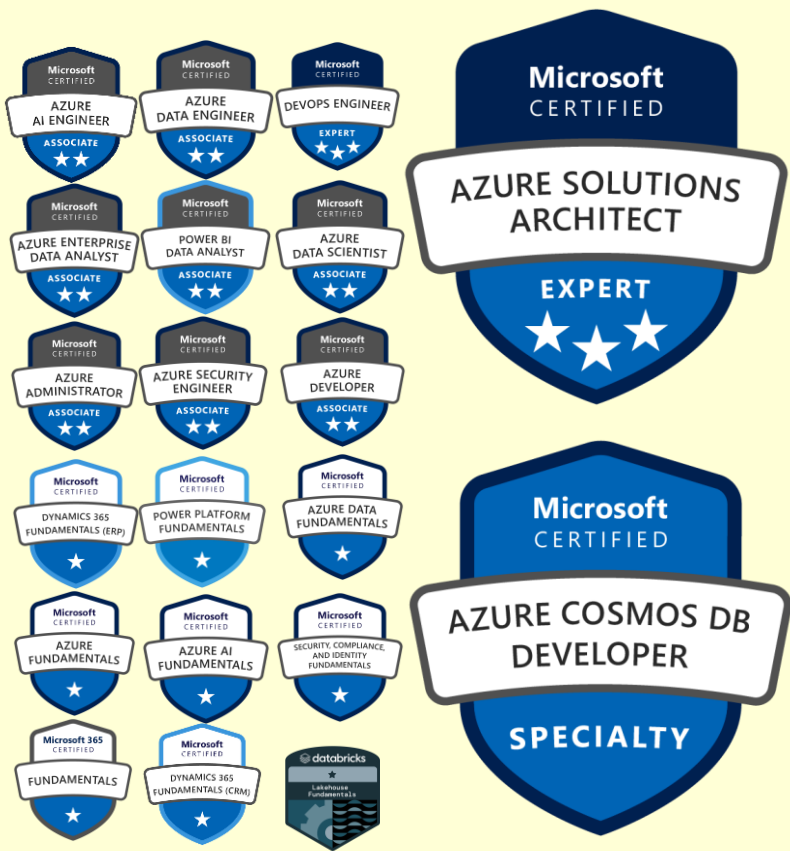 Microsoft
CERTIFIED
AZURE
AI ENGINEER
ASSOCIATE
Microsoft
CERTIFIED
AZURE
DATA ENGINEER
ASSOCIATE
Microsoft
CERTIFIED
DEVOPS ENGINEER
EXPERT
Microsoft
CERTIFIED
AZURE SOLUTIONS
ARCHITECT
EXPERT
Microsoft
CERTIFIED
AZURE ENTERPRISE
DATA ANALYST
ASSOCIATE
Microsoft
CERTIFIED
POWER BI
DATA ANALYST
ASSOCIATE
Microsoft
CERTIFIED
AZURE
DATA SCIENTIST
ASSOCIATE
Microsoft
CERTIFIED
AZURE
ADMINISTRATOR
ASSOCIATE
Microsoft
CERTIFIED
AZURE SECURITY
ENGINEER
ASSOCIATE
Microsoft
CERTIFIED
AZURE
DEVELOPER
ASSOCIATE
Microsoft
CERTIFIED
DYNAMICS 365
FUNDAMENTALS (ERP)
Microsoft
CERTIFIED
POWER PLATFORM
FUNDAMENTALS
Microsoft
CERTIFIED
AZURE DATA
FUNDAMENTALS
Microsoft
CERTIFIED
AZURE COSMOS DB
DEVELOPER
SPECIALTY
Microsoft
CERTIFIED
AZURE
FUNDAMENTALS
Microsoft
CERTIFIED
AZURE AI
FUNDAMENTALS
Microsoft
CERTIFIED
SECURITY, COMPLIANCE,
AND IDENTITY
FUNDAMENTALS
Microsoft 365
CERTIFIED
FUNDAMENTALS
Microsoft
CERTIFIED
DYNAMICS 365
FUNDAMENTALS (CRM)
databricks
Lakehouse
Fundamentals